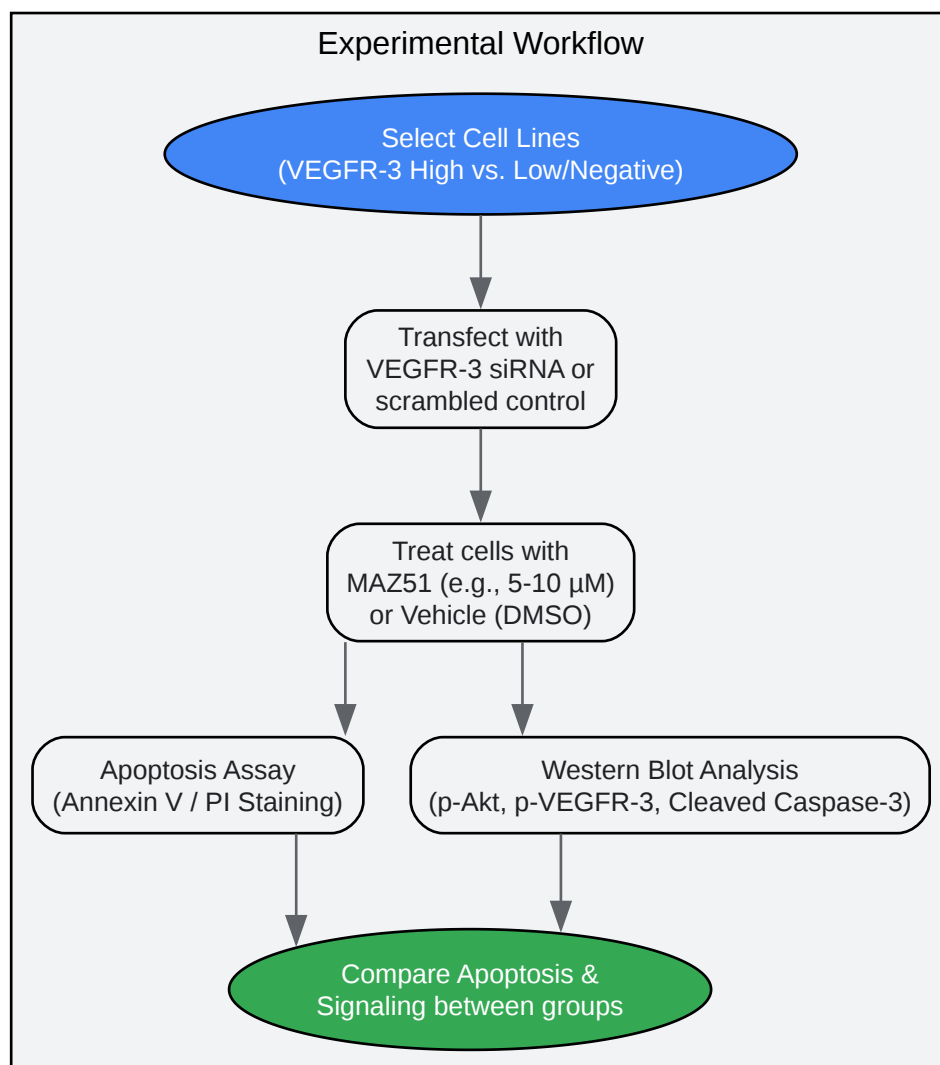 Experimental Workflow
Select Cell Lines
(VEGFR-3 High vs. Low/Negative)
Transfect with
VEGFR-3 siRNA or
scrambled control
Treat cells with
MAZ51 (e.g., 5-10 µM)
or Vehicle (DMSO)
Apoptosis Assay
(Annexin V / PI Staining)
Western Blot Analysis
(p-Akt, p-VEGFR-3, Cleaved Caspase-3)
Compare Apoptosis &
Signaling between groups